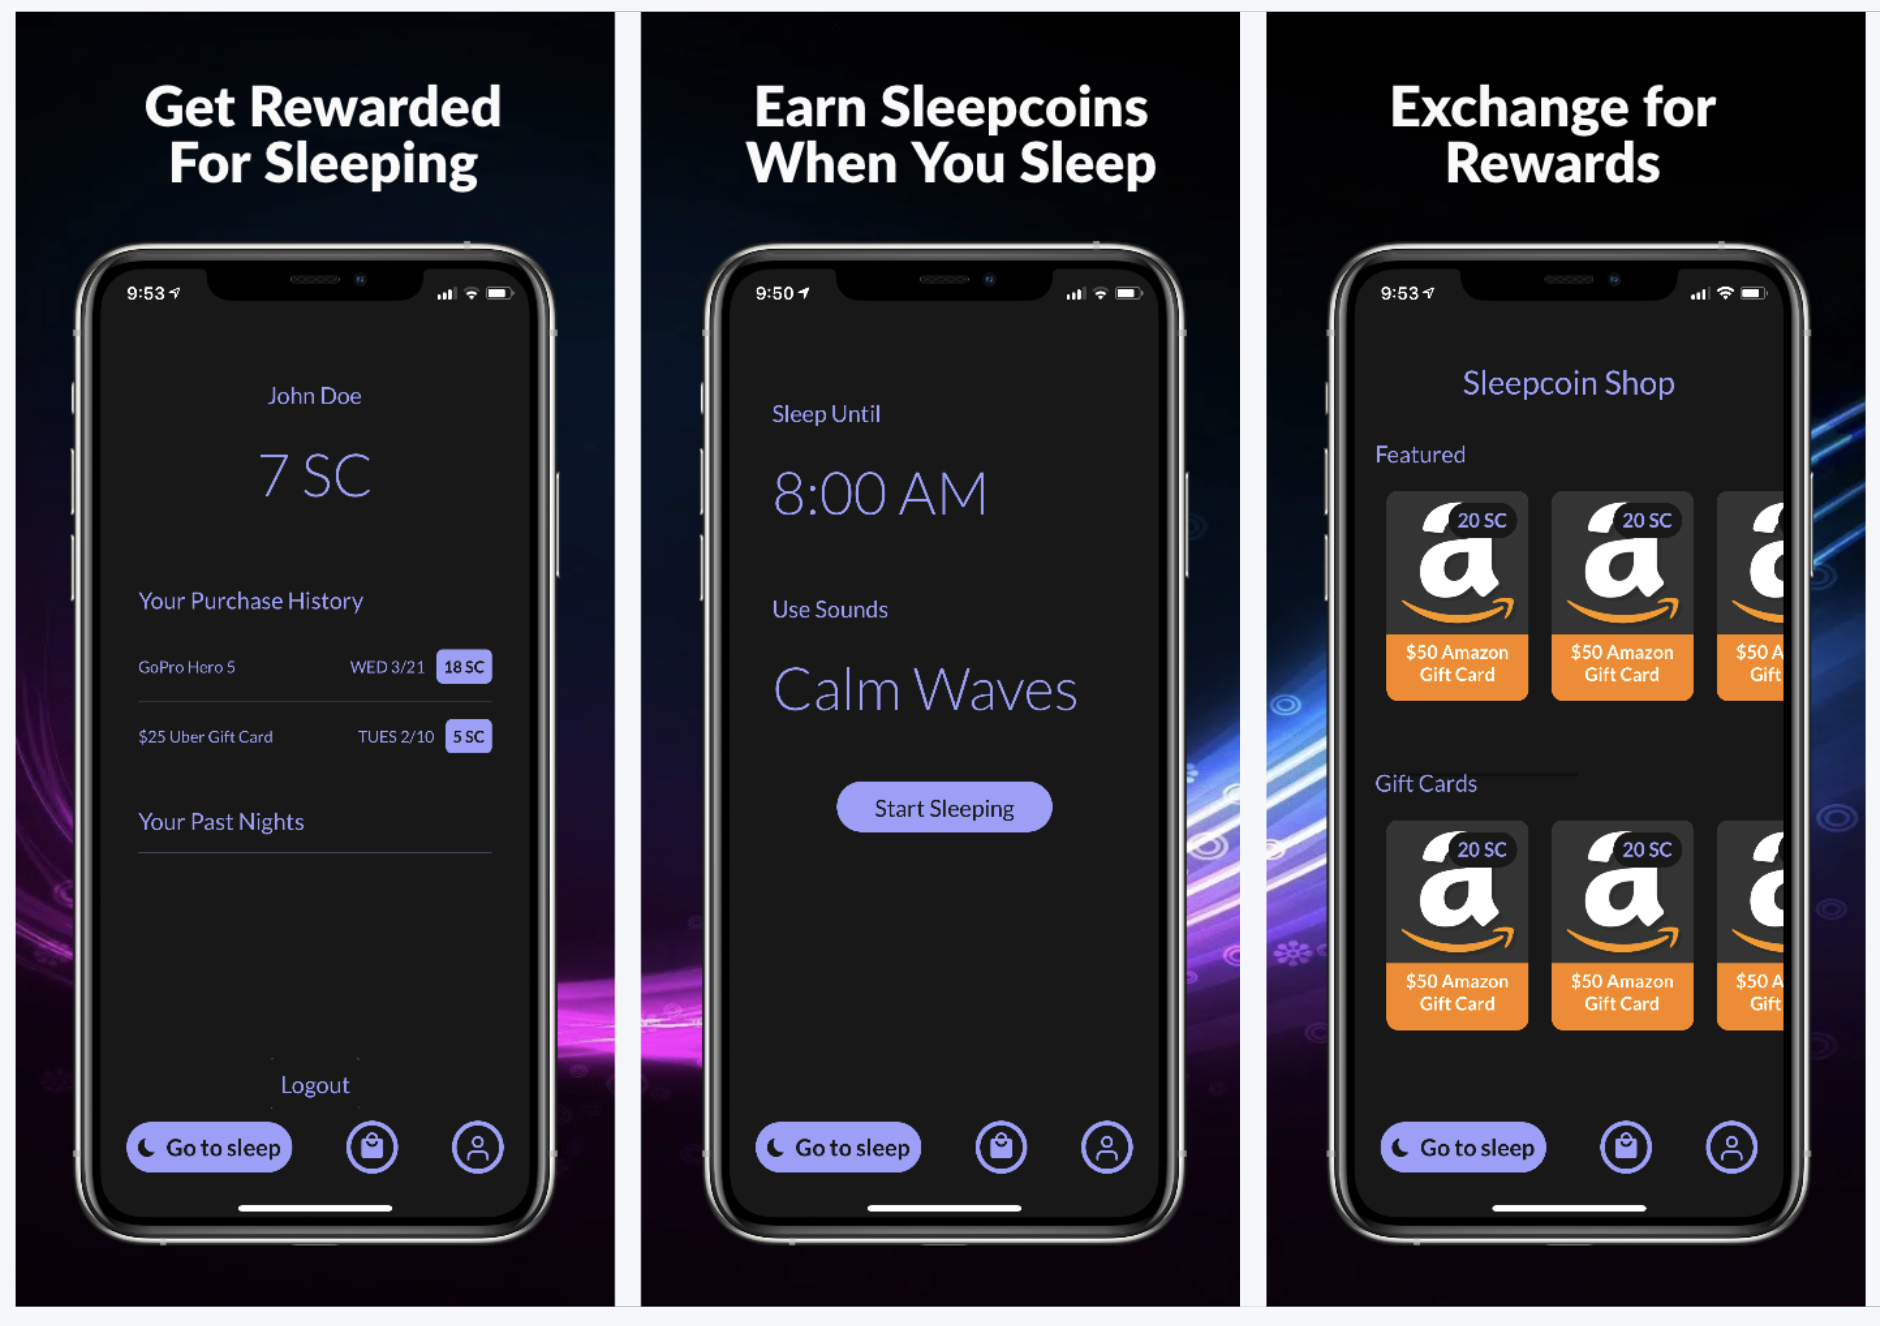 Get Rewarded
For Sleeping
9:53
John Doe
7 SC
Your Purchase History
GoPro Hero 5 WED 3/21 18 SC
$25 Uber Gift Card TUES 2/10 5 SC
Your Past Nights
Logout
Go to sleep
Earn Sleepcoins
When You Sleep
9:50
Sleep Until
8:00 AM
Use Sounds
Calm Waves
Start Sleeping
Go to sleep
Exchange for
Rewards
9:53
Sleepcoin Shop
Featured
20 SC 20 SC
a a a
$50 Amazon $50 Amazon $50 A
Gift Card Gift Card Gift
Gift Cards
20 SC 20 SC
a a a
$50 Amazon $50 Amazon $50 A
Gift Card Gift Card Gift
Go to sleep